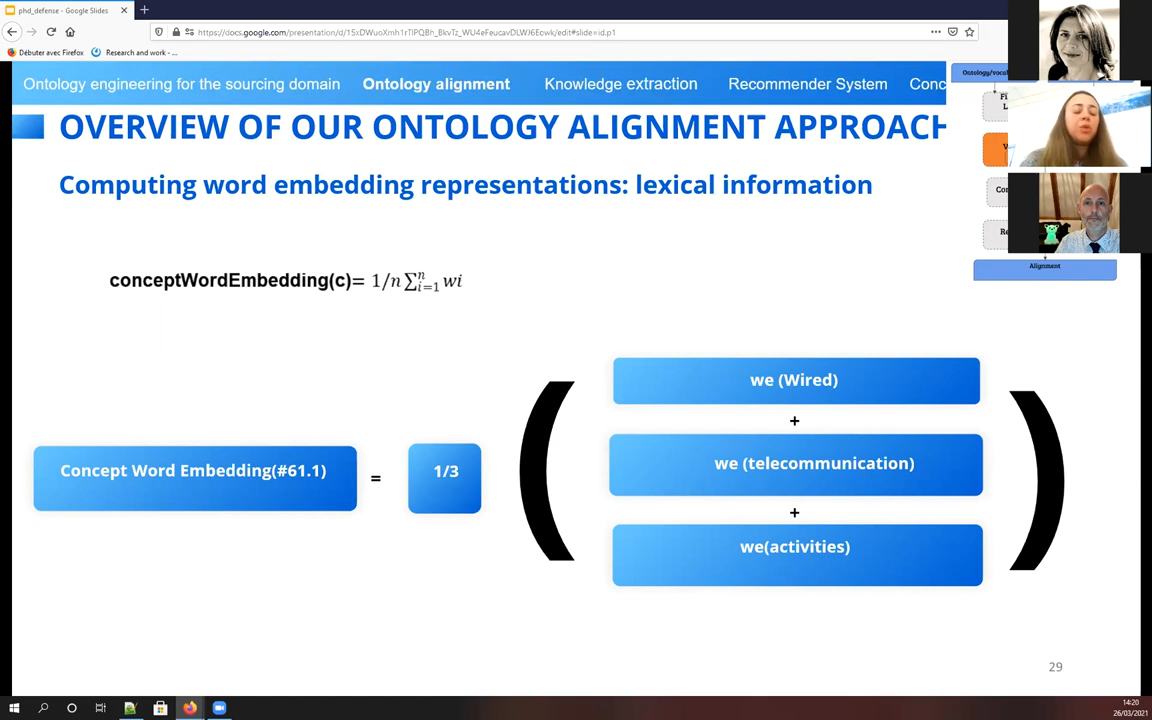 phd_defense - Google Slides
https://docs.google.com/presentation/d/15xDWuoXmh1rTlPQBh_BkvTz_WU4eFeucavDLWJ6Eowk/edit#slide=id.p1
Débuter avec Firefox
Research and work - ...
Ontology engineering for the sourcing domain
Ontology alignment
Knowledge extraction
Recommender System
Conc
OVERVIEW OF OUR ONTOLOGY ALIGNMENT APPROACH
Computing word embedding representations: lexical information
conceptWordEmbedding(c)= 1/n ∑ⁿᵢ₌₁ wi
we (Wired)
+
we (telecommunication)
+
we(activities)
Concept Word Embedding(#61.1)
=
1/3
(
)
Alignment
29
14:20
26/03/2021